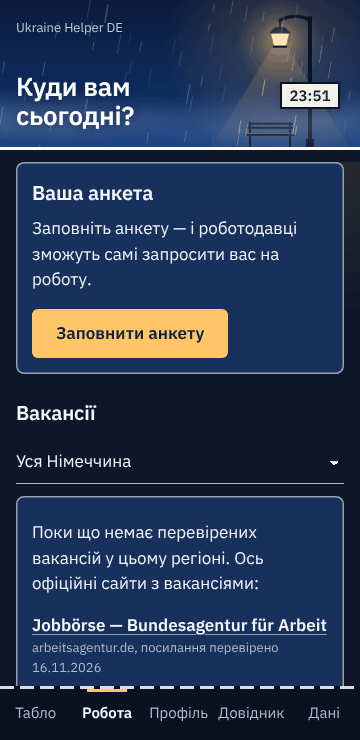 Ukraine Helper DE
Куди вам
сьогодні?
23:51
Ваша анкета
Заповніть анкету — і роботодавці
зможуть самі запросити вас на
роботу.
Заповнити анкету
Вакансії
Уся Німеччина
Поки що немає перевірених
вакансій у цьому регіоні. Ось
офіційні сайти з вакансіями:
Jobbörse — Bundesagentur für Arbeit
arbeitsagentur.de, посилання перевірено
16.11.2026
Табло Робота Профіль Довідник Дані